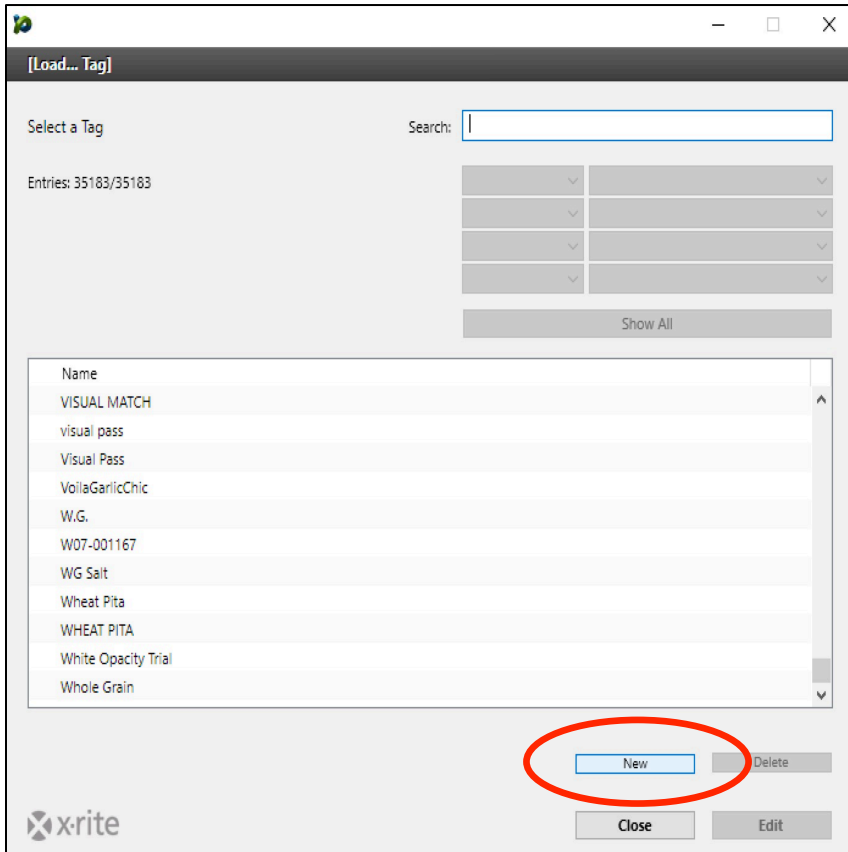 [Load... Tag]
Select a Tag
Search:
Entries: 35183/35183
Show All
Name
VISUAL MATCH
visual pass
Visual Pass
VoilaGarlicChic
W.G.
W07-001167
WG Salt
Wheat Pita
WHEAT PITA
White Opacity Trial
Whole Grain
New Delete
x·rite Close Edit